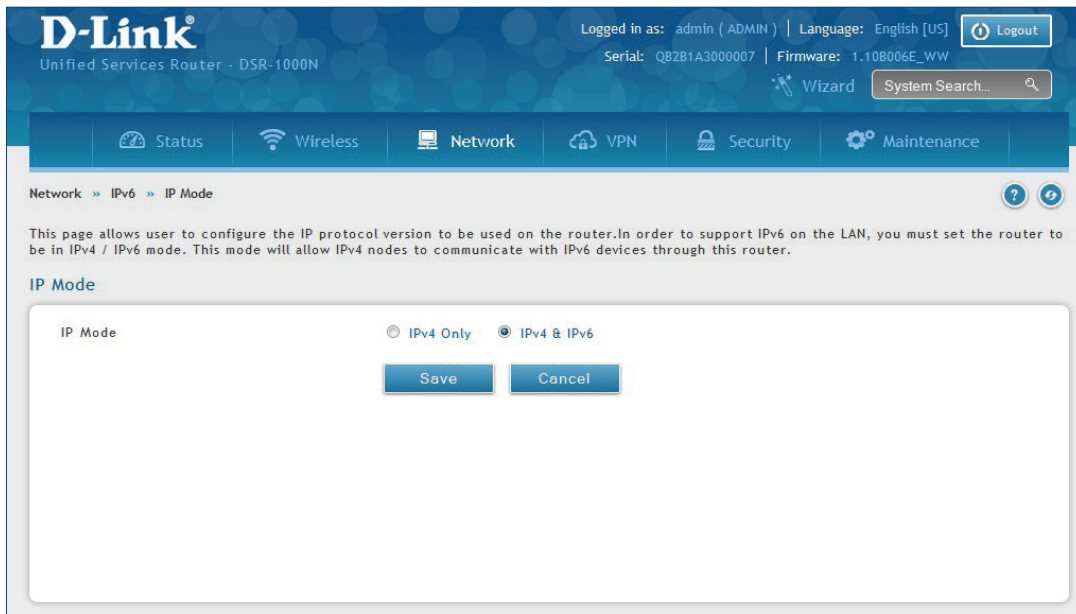 D-Link®
Unified Services Router - DSR-1000N
Logged in as: admin ( ADMIN ) | Language: English [US]
Logout
Serial: QB2B1A3000007 | Firmware: 1.10B006E_WW
Wizard
System Search...
Status
Wireless
Network
VPN
Security
Maintenance
Network » IPv6 » IP Mode
?
This page allows user to configure the IP protocol version to be used on the router.In order to support IPv6 on the LAN, you must set the router to
be in IPv4 / IPv6 mode. This mode will allow IPv4 nodes to communicate with IPv6 devices through this router.
IP Mode
IP Mode
IPv4 Only
IPv4 & IPv6
Save
Cancel